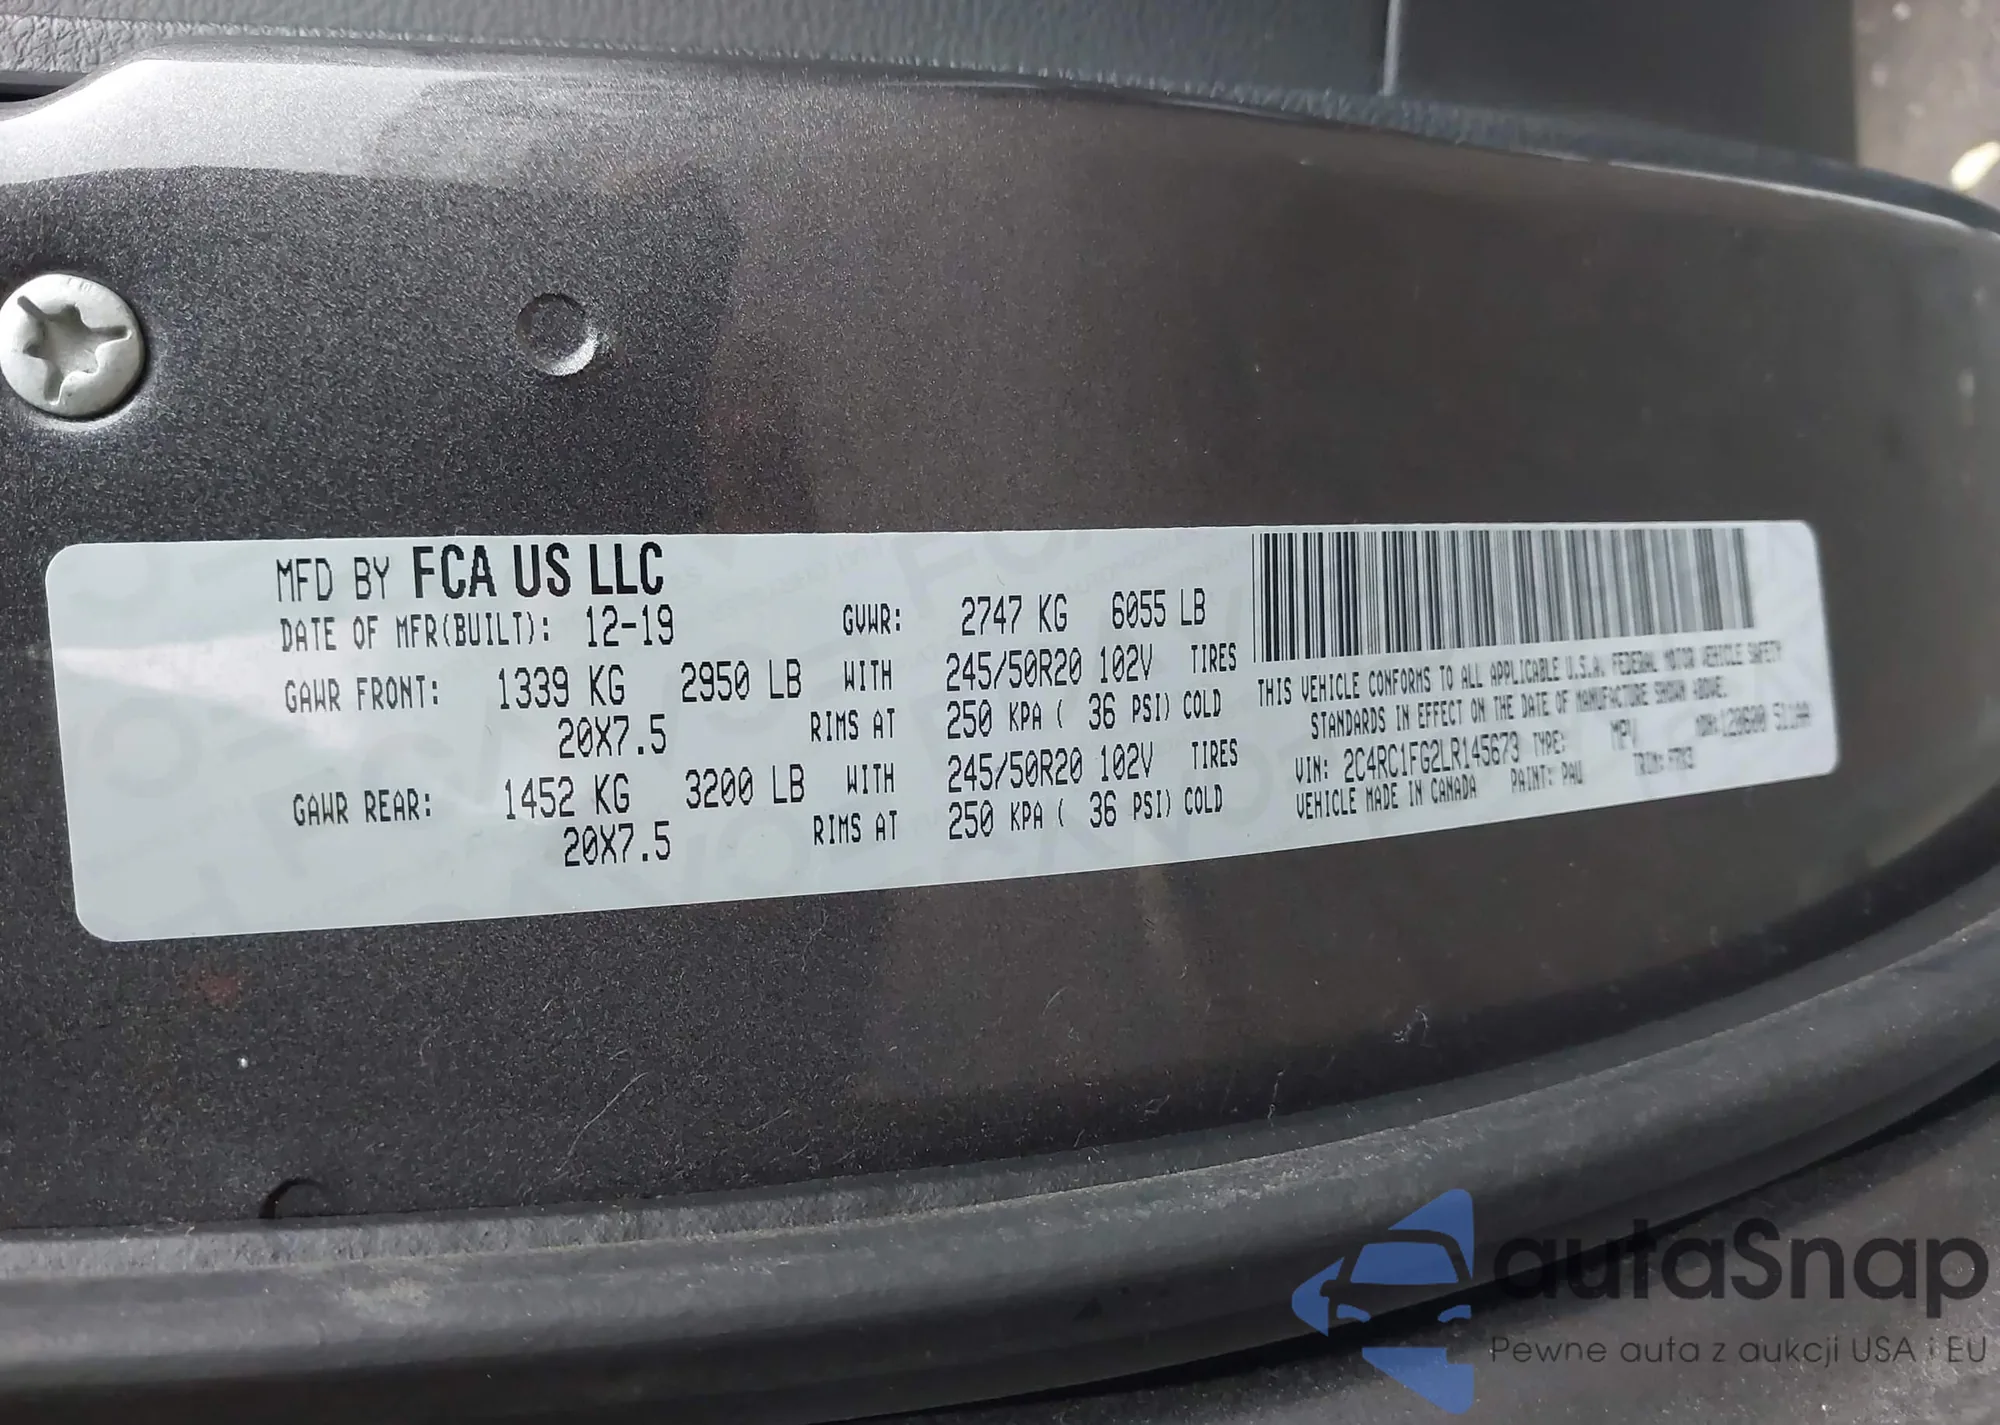 MFD BY FCA US LLC
DATE OF MFR(BUILT): 12-19 GVWR: 2747 KG 6055 LB
GAWR FRONT: 1339 KG 2950 LB WITH 245/50R20 102V TIRES
20X7.5 RIMS AT 250 KPA ( 36 PSI) COLD
GAWR REAR: 1452 KG 3200 LB WITH 245/50R20 102V TIRES
20X7.5 RIMS AT 250 KPA ( 36 PSI) COLD
THIS VEHICLE CONFORMS TO ALL APPLICABLE U.S.A. FEDERAL MOTOR VEHICLE SAFETY
STANDARDS IN EFFECT ON THE DATE OF MANUFACTURE SHOWN ABOVE.
VIN: 2C4RC1FG2LR145673 TYPE: MPV MDH: 120600 511AA
VEHICLE MADE IN CANADA PAINT: PAU TRIM:
autaSnap
Pewne auta z aukcji USA i EU